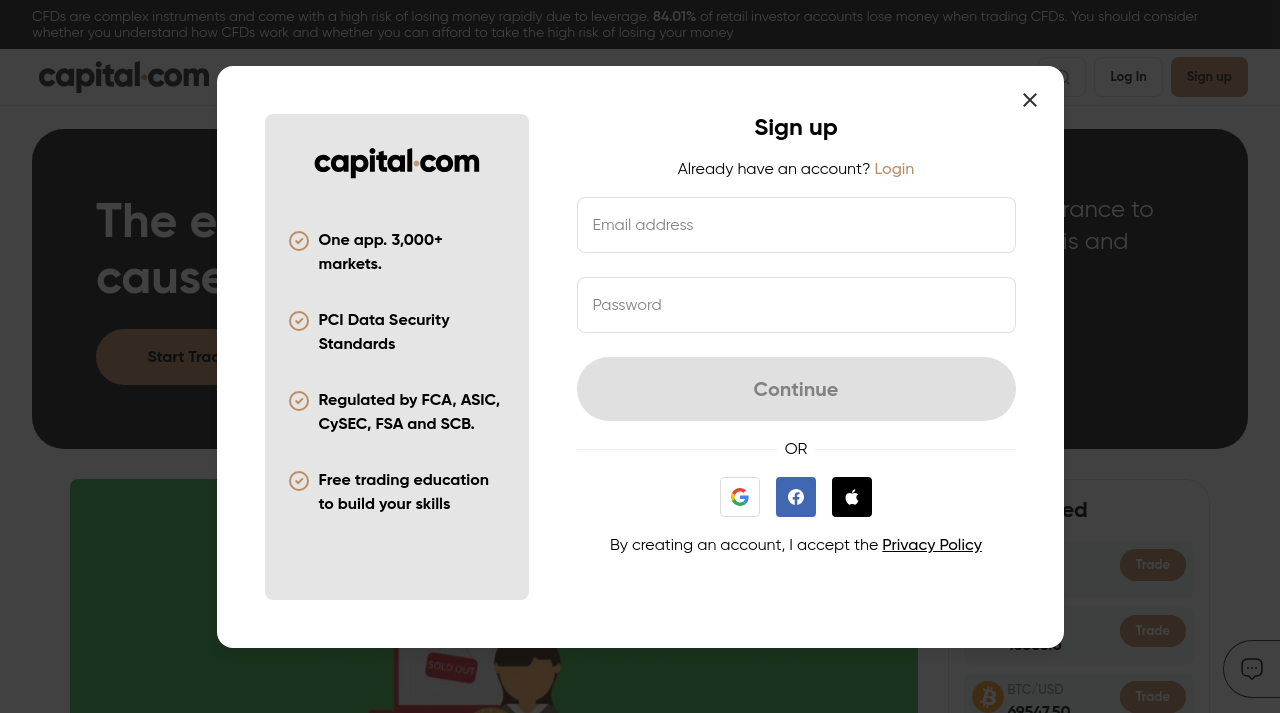 CFDs are complex instruments and come with a high risk of losing money rapidly due to leverage. 84.01% of retail investor accounts lose money when trading CFDs. You should consider
whether you understand how CFDs work and whether you can afford to take the high risk of losing your money
capital.com
Log In
Sign up
The e
cause
Start Trad
rance to
is and
capital.com
One app. 3,000+
markets.
PCI Data Security
Standards
Regulated by FCA, ASIC,
CySEC, FSA and SCB.
Free trading education
to build your skills
Sign up
Already have an account? Login
Email address
Password
Continue
OR
By creating an account, I accept the Privacy Policy
SOLD OUT
ed
Trade
Trade
BTC/USD
69547.50
Trade